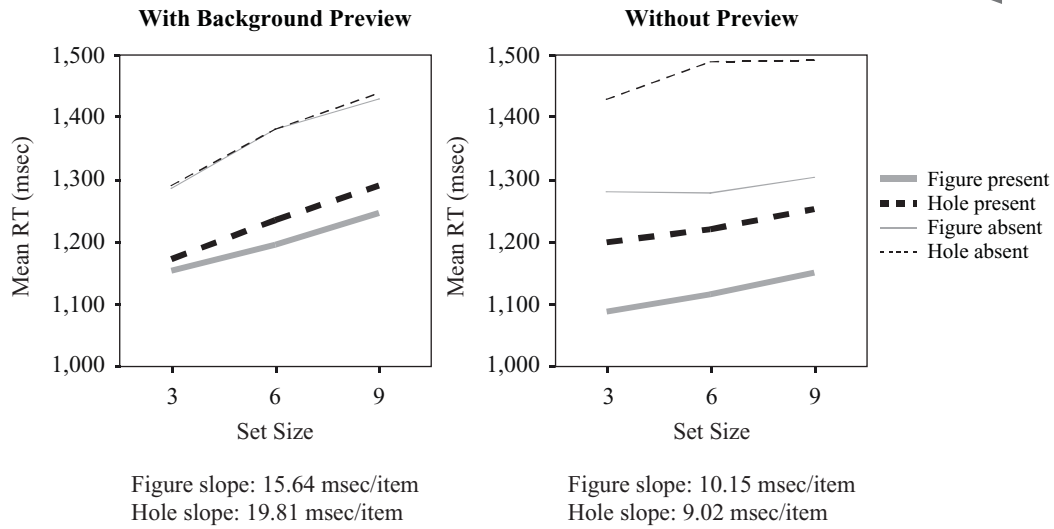 With Background Preview
Mean RT (msec)
1,500
1,400
1,300
1,200
1,100
1,000
3 6 9
Set Size
Figure slope: 15.64 msec/item
Hole slope: 19.81 msec/item
Without Preview
Mean RT (msec)
1,500
1,400
1,300
1,200
1,100
1,000
3 6 9
Set Size
Figure slope: 10.15 msec/item
Hole slope: 9.02 msec/item
Figure present
Hole present
Figure absent
Hole absent